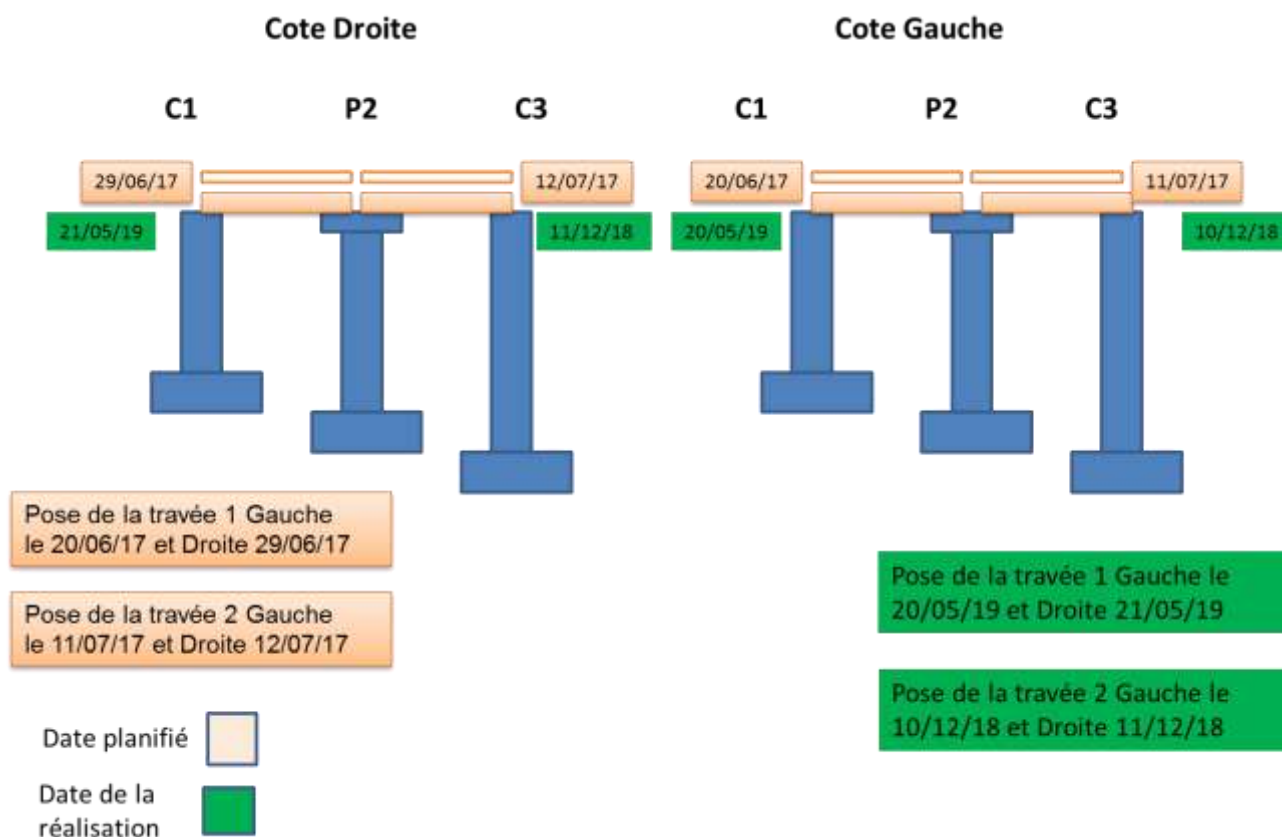 Cote Droite
Cote Gauche
C1
P2
C3
C1
P2
C3
29/06/17
12/07/17
20/06/17
11/07/17
21/05/19
11/12/18
20/05/19
10/12/18
Pose de la travée 1 Gauche
le 20/06/17 et Droite 29/06/17
Pose de la travée 2 Gauche
le 11/07/17 et Droite 12/07/17
Pose de la travée 1 Gauche le
20/05/19 et Droite 21/05/19
Pose de la travée 2 Gauche le
10/12/18 et Droite 11/12/18
Date planifié
Date de la
réalisation